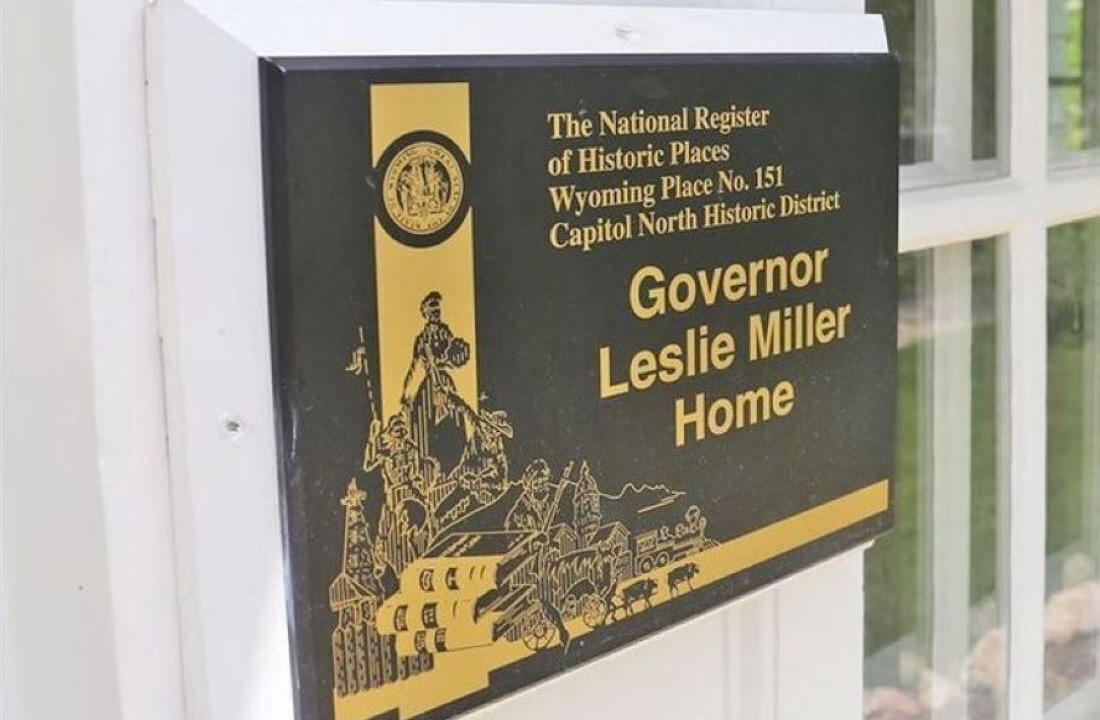 The National Register
of Historic Places
Wyoming Place No. 151
Capitol North Historic District
Governor
Leslie Miller
Home